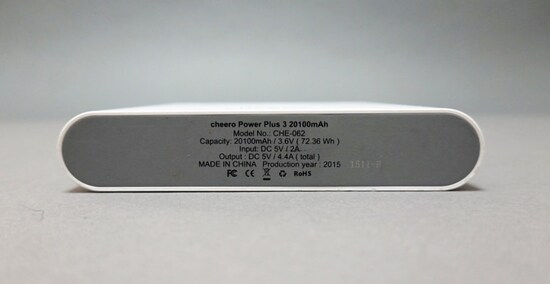 cheero Power Plus 3 20100mAh
Model No.: CHE-062
Capacity: 20100mAh / 3.6V ( 72.36 Wh )
Input: DC 5V / 2A
Output : DC 5V / 4.4A ( total )
MADE IN CHINA Production year : 2015
FC CE RoHS